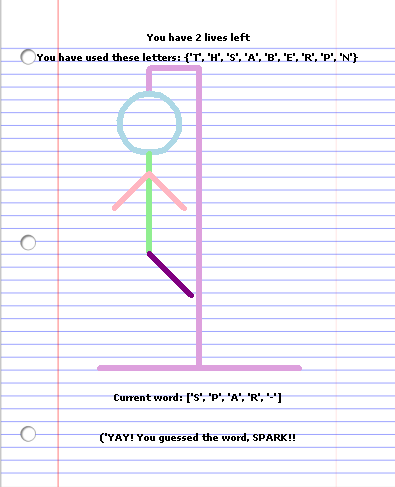 You have 2 lives left
You have used these letters: {'T', 'H', 'S', 'A', 'B', 'E', 'R', 'P', 'N'}
Current word: ['S', 'P', 'A', 'R', '-']
('YAY! You guessed the word, SPARK!!